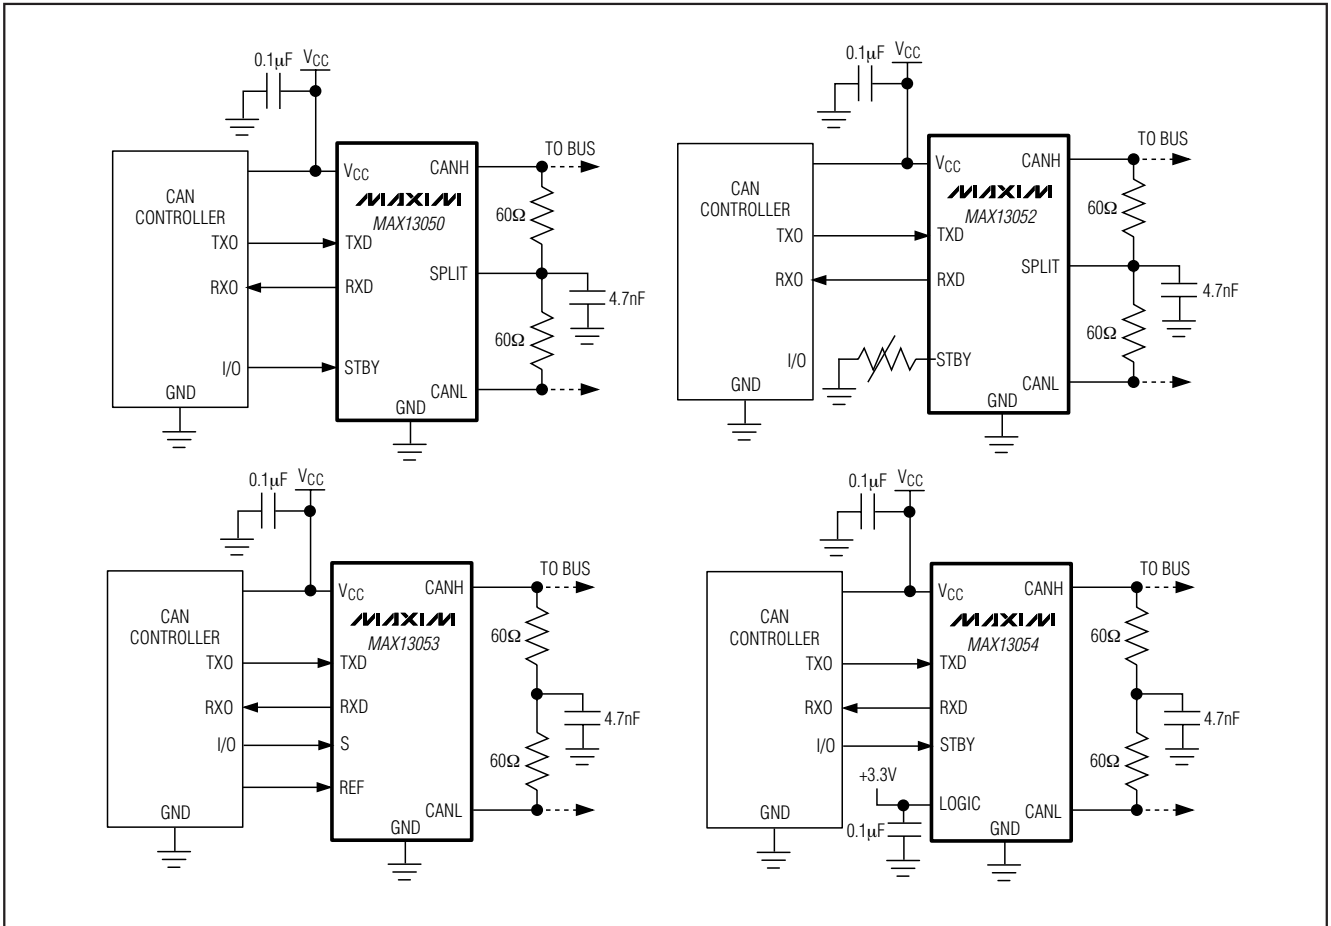 0.1µF
VCC
CAN
CONTROLLER
TXO
RXO
I/O
GND
VCC
MAXIM
MAX13050
TXD
RXD
STBY
GND
CANH
SPLIT
CANL
TO BUS
60Ω
60Ω
4.7nF
0.1µF
VCC
CAN
CONTROLLER
TXO
RXO
I/O
GND
VCC
MAXIM
MAX13052
TXD
RXD
STBY
GND
CANH
SPLIT
CANL
TO BUS
60Ω
60Ω
4.7nF
0.1µF
VCC
CAN
CONTROLLER
TXO
RXO
I/O
GND
VCC
MAXIM
MAX13053
TXD
RXD
S
REF
GND
CANH
CANL
TO BUS
60Ω
60Ω
4.7nF
0.1µF
VCC
CAN
CONTROLLER
TXO
RXO
I/O
GND
+3.3V
0.1µF
VCC
MAXIM
MAX13054
TXD
RXD
STBY
LOGIC
GND
CANH
CANL
TO BUS
60Ω
60Ω
4.7nF